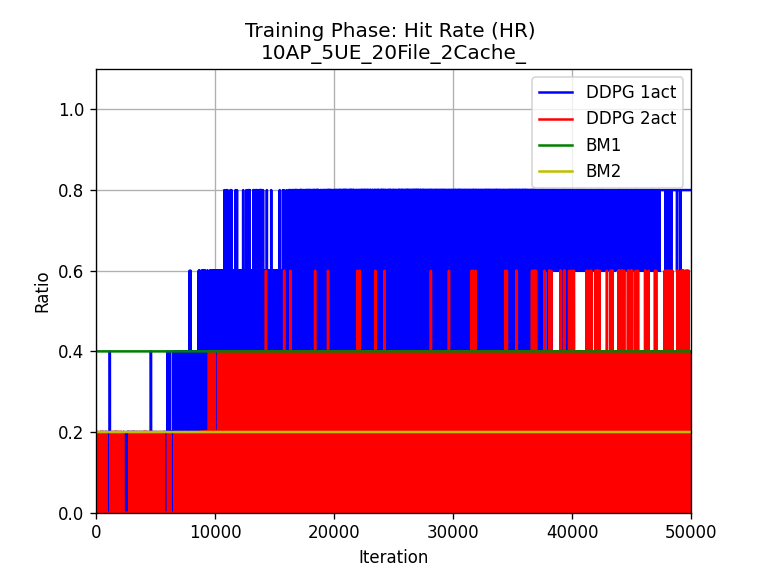 Training Phase: Hit Rate (HR)
10AP_5UE_20File_2Cache_
DDPG 1act
DDPG 2act
BM1
BM2
1.0
0.8
0.6
0.4
0.2
0.0
Ratio
0 10000 20000 30000 40000 50000
Iteration